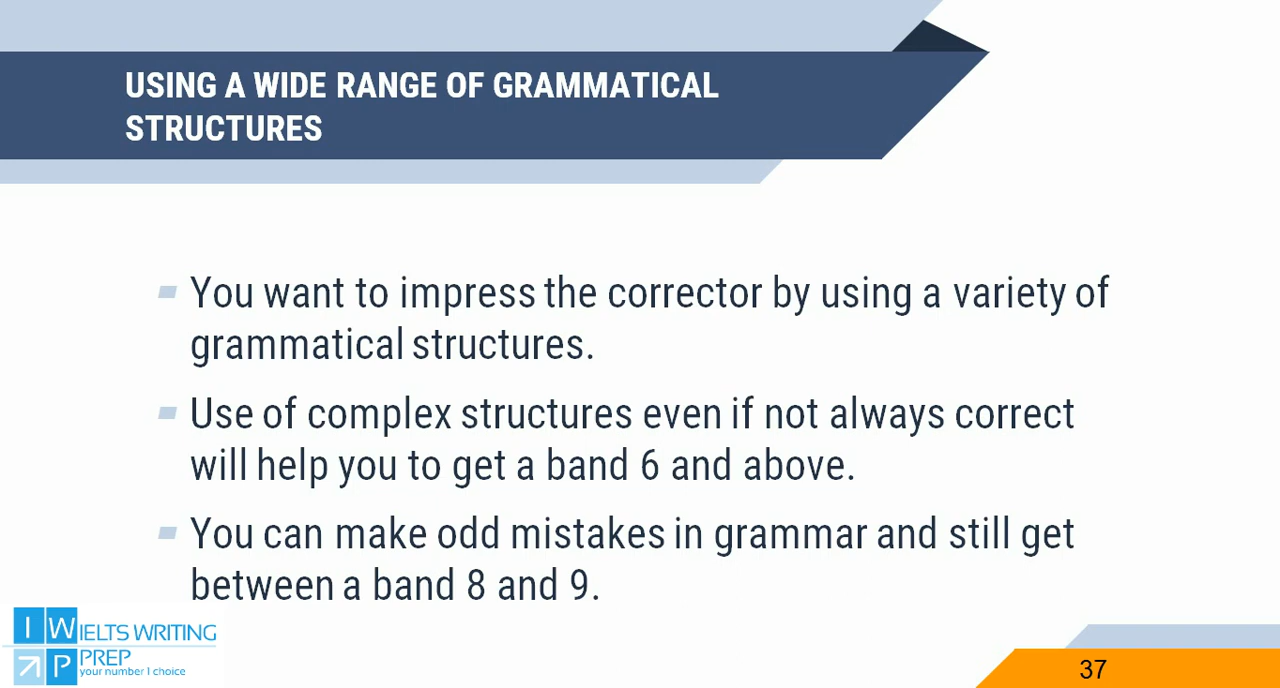 USING A WIDE RANGE OF GRAMMATICAL
STRUCTURES
You want to impress the corrector by using a variety of
grammatical structures.
Use of complex structures even if not always correct
will help you to get a band 6 and above.
You can make odd mistakes in grammar and still get
between a band 8 and 9.
IW
IELTS WRITING
P
PREP
your number 1 choice
37